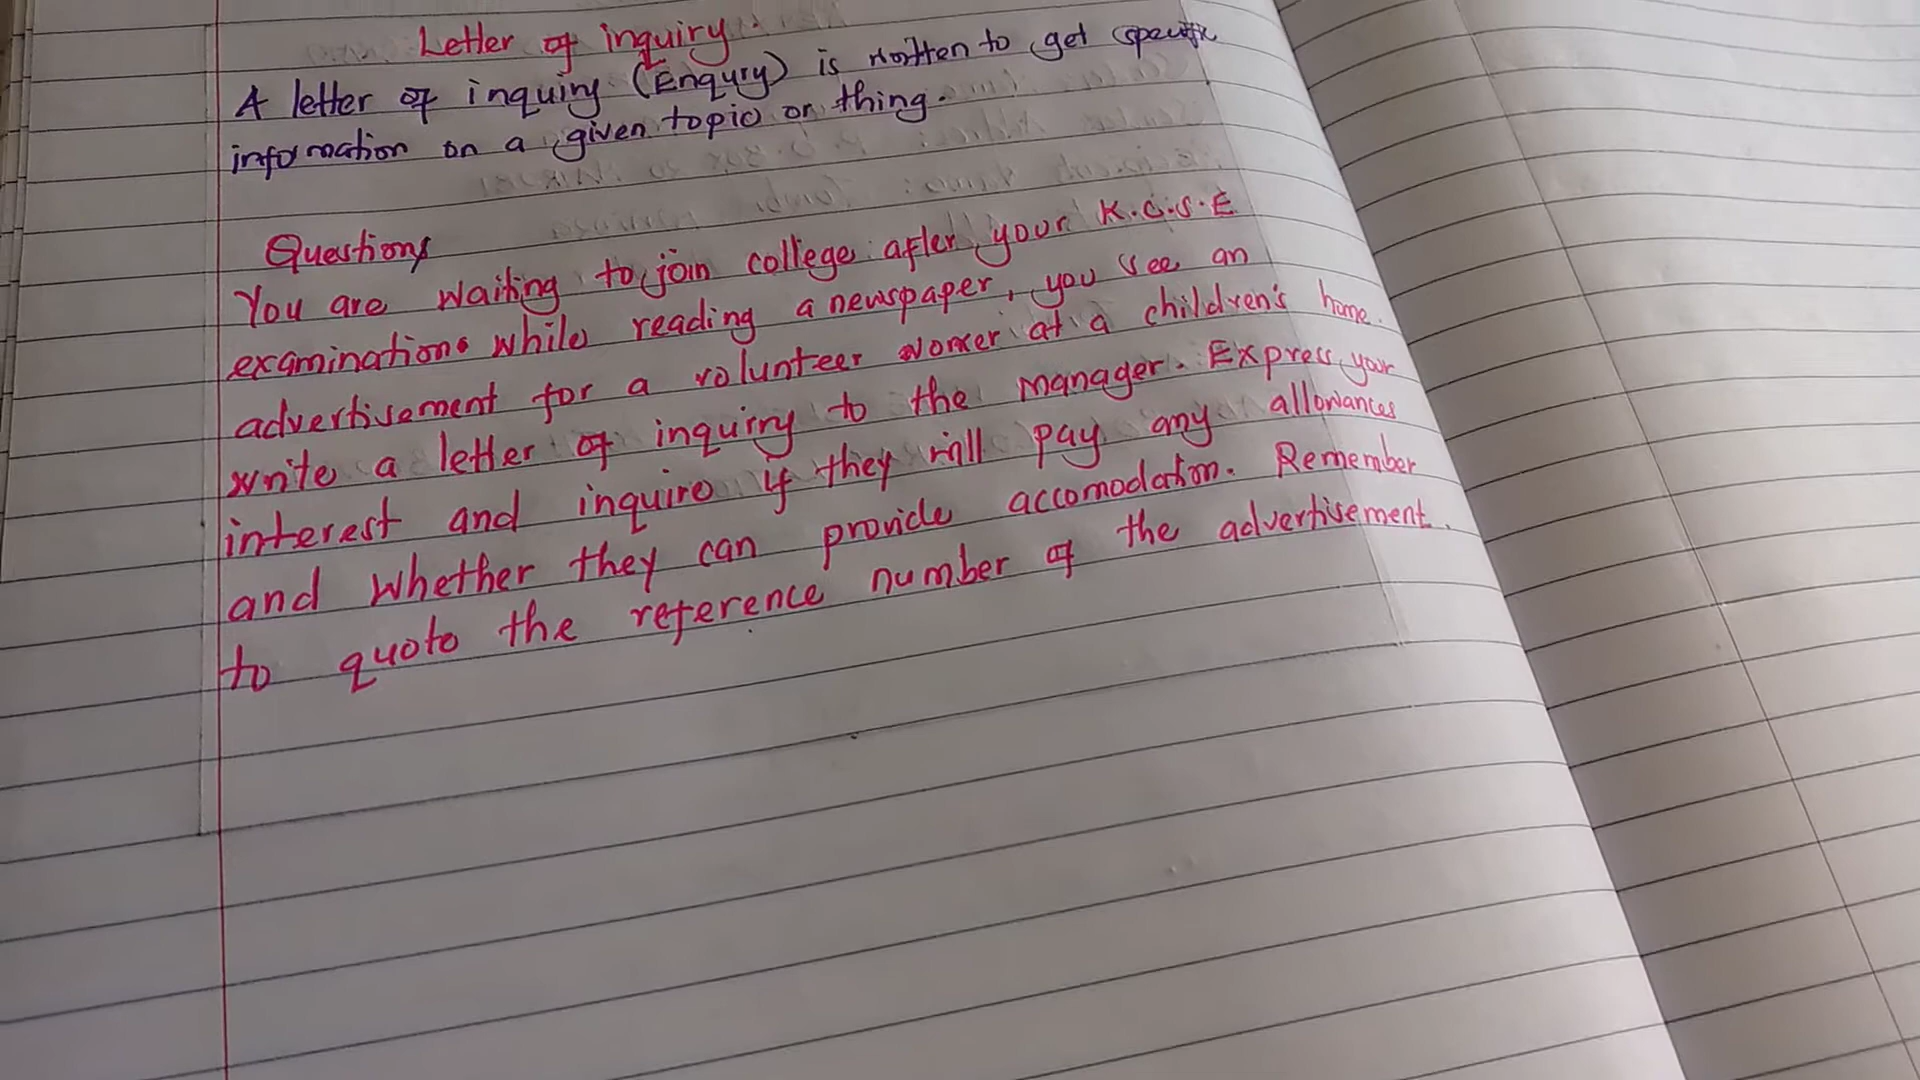 Letter of inquiry
A letter of inquiry (Enqury) is written to get specific
information on a given topic or thing.
Questions
You are waiting to join college after your K.C.S.E
examinations while reading a newspaper, you see an
advertisement for a volunteer worker at a children's home.
write a letter of inquiry to the manager. Express your
interest and inquire if they will pay any allowances
and whether they can provide accomodation. Remember
to quote the reference number of the advertisement.